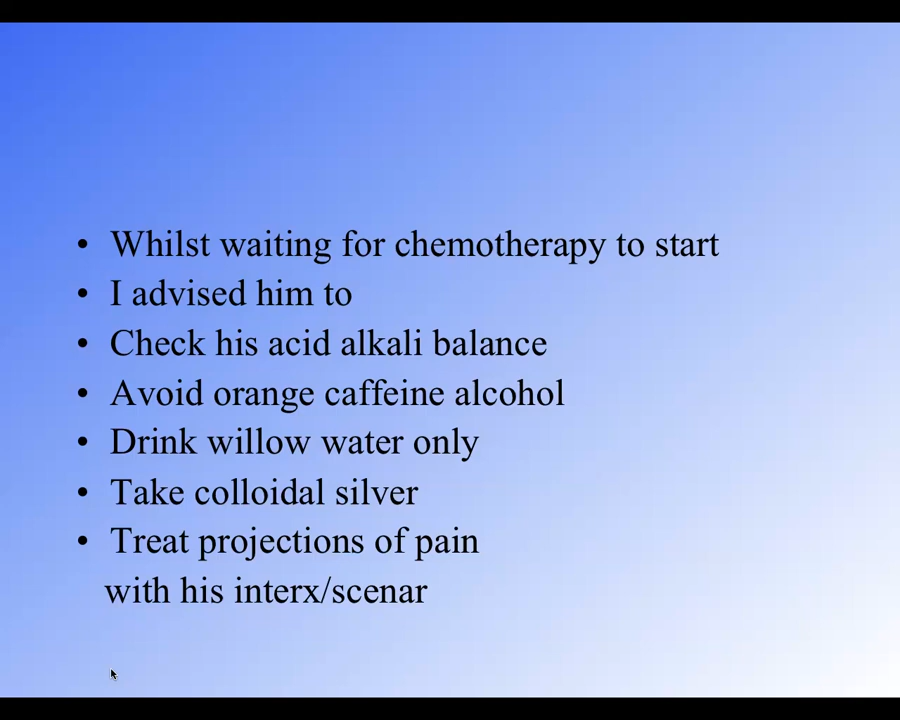 • Whilst waiting for chemotherapy to start
• I advised him to
• Check his acid alkali balance
• Avoid orange caffeine alcohol
• Drink willow water only
• Take colloidal silver
• Treat projections of pain
with his interx/scenar